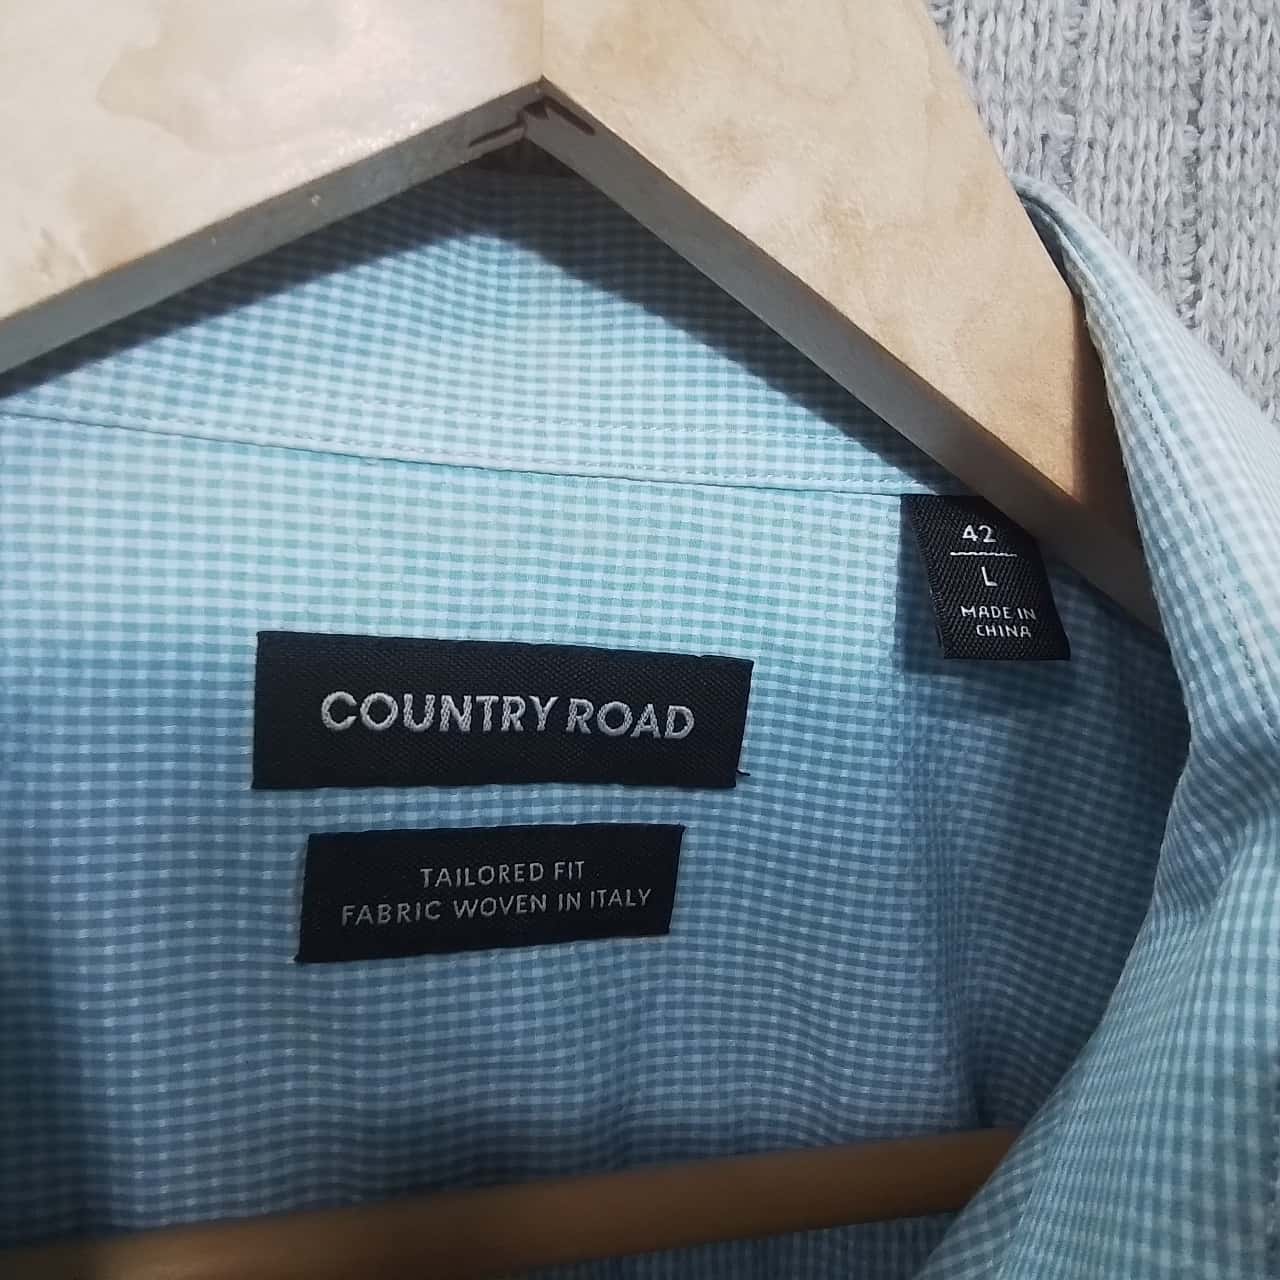 42
L
MADE IN
CHINA
COUNTRY ROAD
TAILORED FIT
FABRIC WOVEN IN ITALY